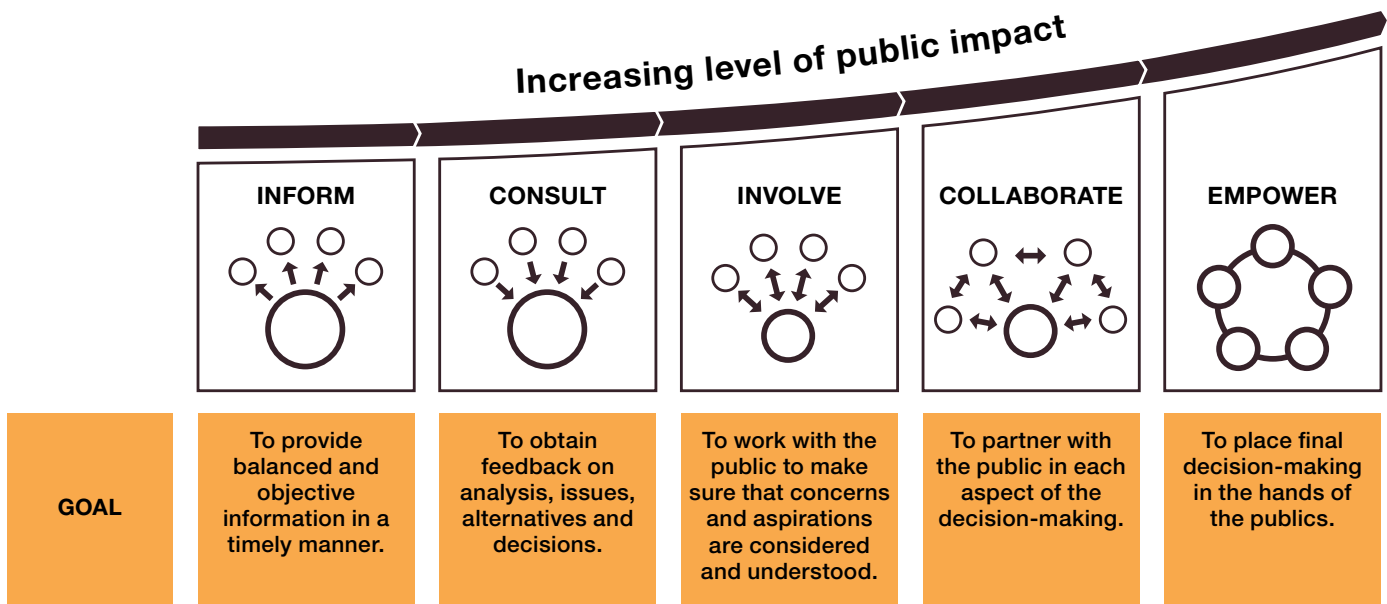 Increasing level of public impact
INFORM
CONSULT
INVOLVE
COLLABORATE
EMPOWER
GOAL
To provide
balanced and
objective
information in a
timely manner.
To obtain
feedback on
analysis, issues,
alternatives and
decisions.
To work with the
public to make
sure that concerns
and aspirations
are considered
and understood.
To partner with
the public in each
aspect of the
decision-making.
To place final
decision-making
in the hands of
the publics.